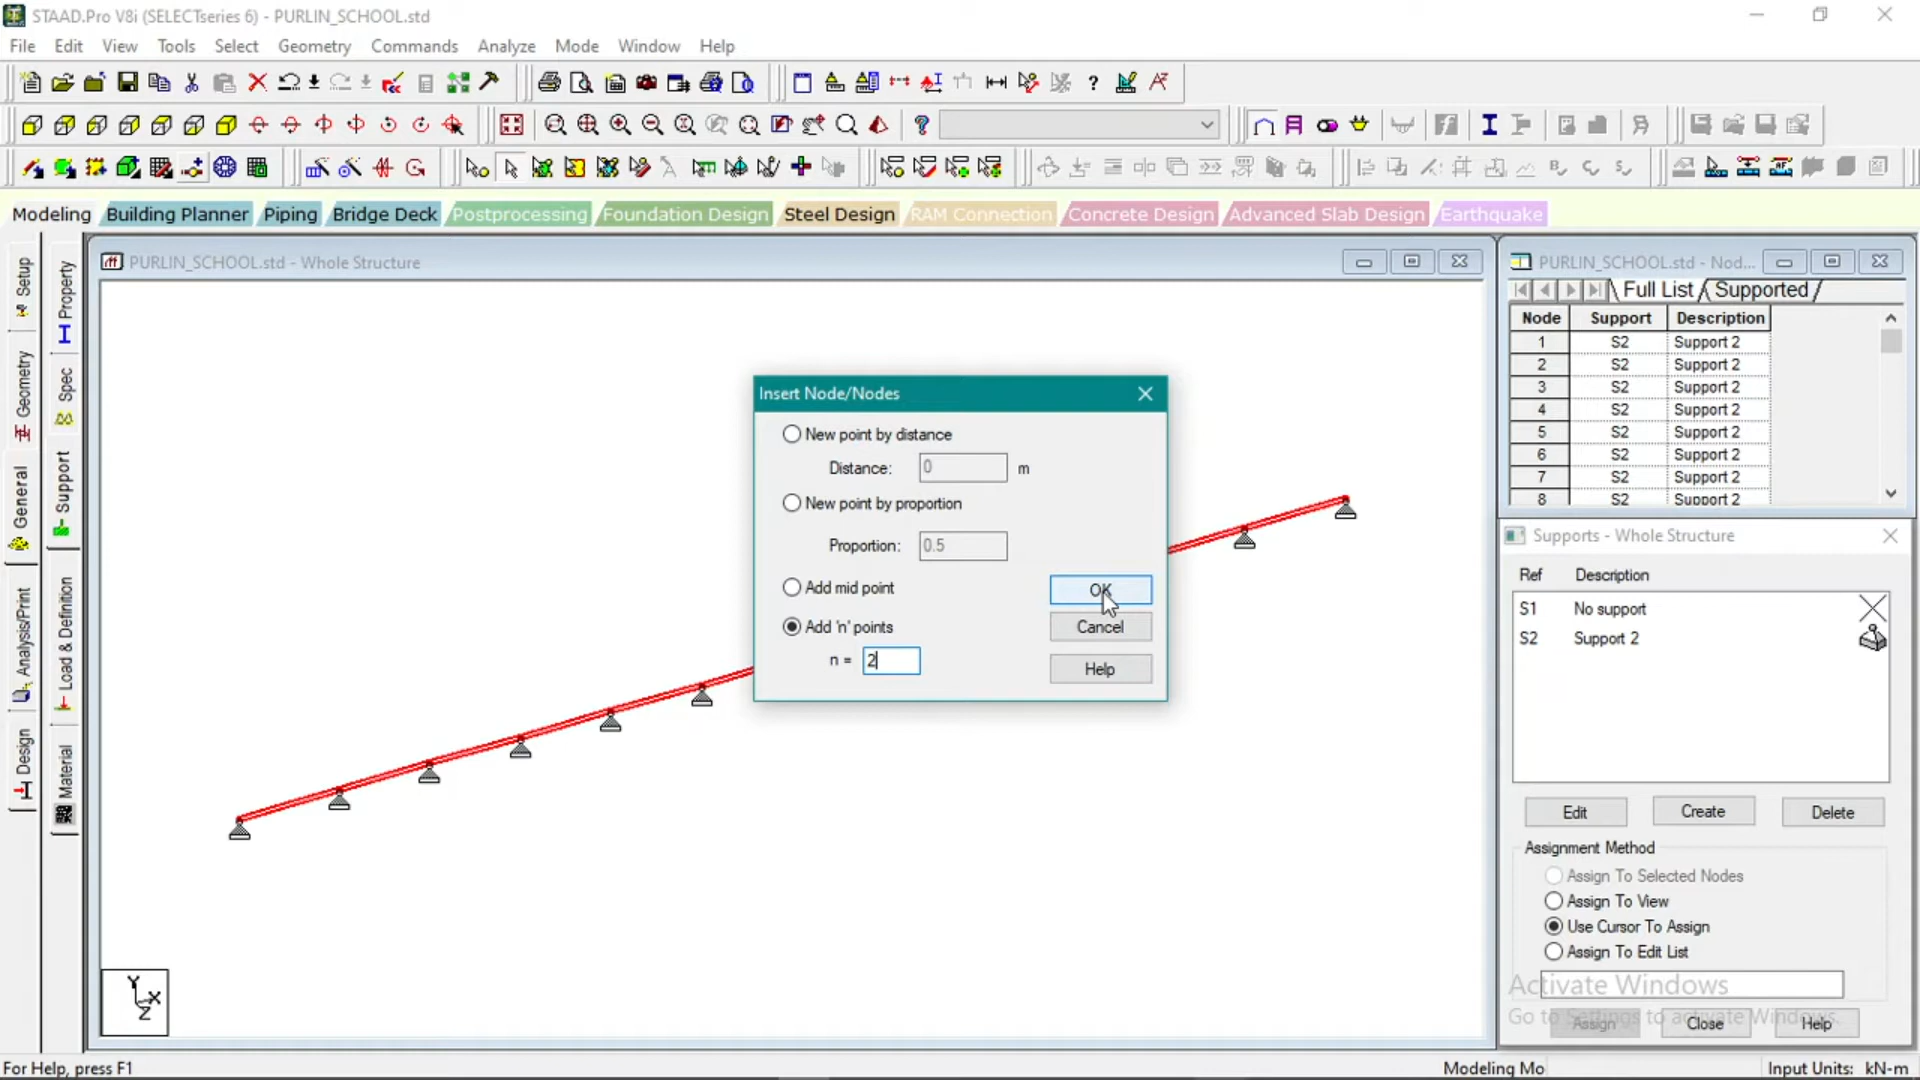 STAAD.Pro V8i (SELECTseries 6) - PURLIN_SCHOOL.std
File Edit View Tools Select Geometry Commands Analyze Mode Window Help
Modeling Building Planner Piping Bridge Deck Postprocessing Foundation Design Steel Design RAM Connection Concrete Design Advanced Slab Design Earthquake
Setup
Geometry
General
Analysis/Print
Design
Property
Spec
Support
Load & Definition
Material
PURLIN_SCHOOL.std - Whole Structure
Insert Node/Nodes
New point by distance
Distance: 0 m
New point by proportion
Proportion: 0.5
Add mid point
OK
Add 'n' points
Cancel
n = 2
Help
Y
X
Z
PURLIN_SCHOOL.std - Nod...
Full List Supported
Node Support Description
1 S2 Support 2
2 S2 Support 2
3 S2 Support 2
4 S2 Support 2
5 S2 Support 2
6 S2 Support 2
7 S2 Support 2
8 S2 Support 2
Supports - Whole Structure
Ref Description
S1 No support
S2 Support 2
Edit Create Delete
Assignment Method
Assign To Selected Nodes
Assign To View
Use Cursor To Assign
Assign To Edit List
Activate Windows
Go to Settings to activate Windows.
Assign Close Help
For Help, press F1
Modeling Mo
Input Units: kN-m